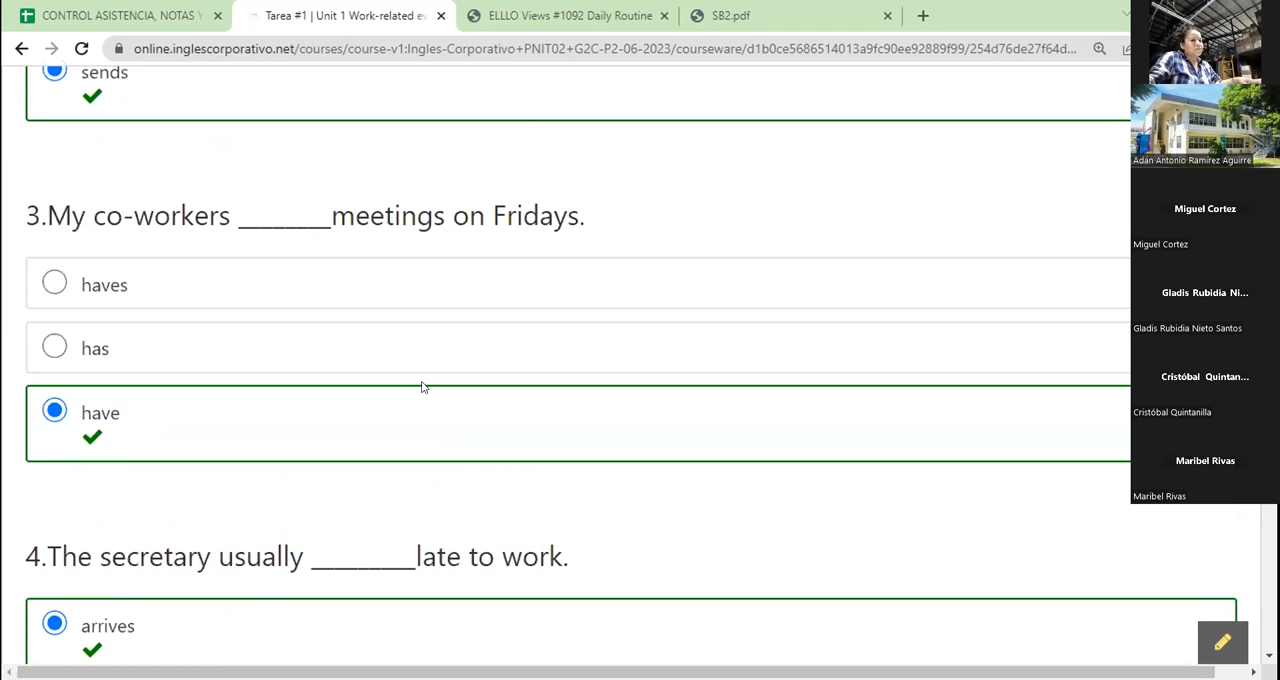 CONTROL ASISTENCIA, NOTAS Y
Tarea #1 | Unit 1 Work-related e
ELLLO Views #1092 Daily Routine
SB2.pdf
online.inglescorporativo.net/courses/course-v1:Ingles-Corporativo+PNIT02+G2C-P2-06-2023/courseware/d1b0ce5686514013a9fc90ee92889f99/254d76de27f64d...
sends
3.My co-workers ________meetings on Fridays.
haves
has
have
4.The secretary usually _________late to work.
arrives
Adán Antonio Ramírez Aguirre
Miguel Cortez
Miguel Cortez
Gladis Rubidia Ni...
Gladis Rubidia Nieto Santos
Cristóbal Quintan...
Cristóbal Quintanilla
Maribel Rivas
Maribel Rivas